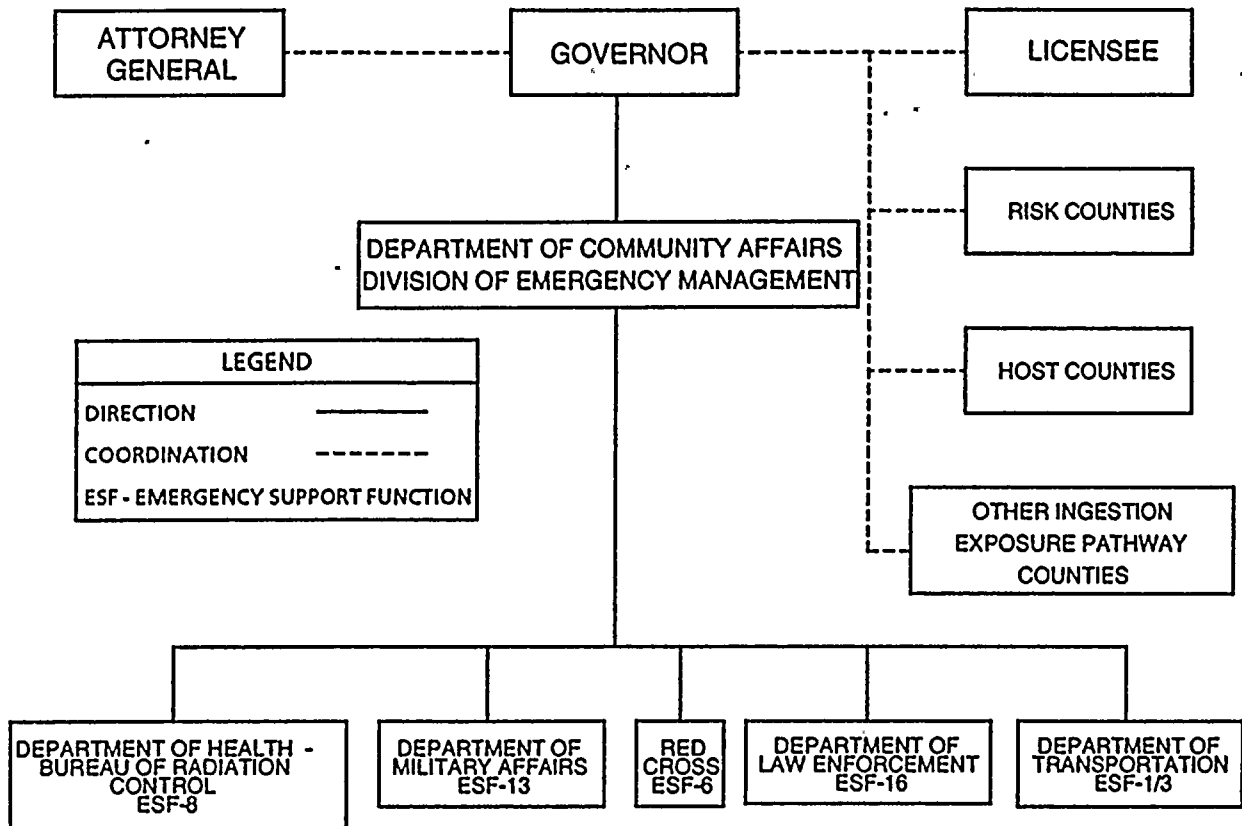 ATTORNEY
GENERAL
GOVERNOR
LICENSEE
RISK COUNTIES
DEPARTMENT OF COMMUNITY AFFAIRS
DIVISION OF EMERGENCY MANAGEMENT
HOST COUNTIES
LEGEND
DIRECTION
COORDINATION
ESF - EMERGENCY SUPPORT FUNCTION
OTHER INGESTION
EXPOSURE PATHWAY
COUNTIES
DEPARTMENT OF HEALTH -
BUREAU OF RADIATION
CONTROL
ESF-8
DEPARTMENT OF
MILITARY AFFAIRS
ESF-13
RED
CROSS
ESF-6
DEPARTMENT OF
LAW ENFORCEMENT
ESF-16
DEPARTMENT OF
TRANSPORTATION
ESF-1/3